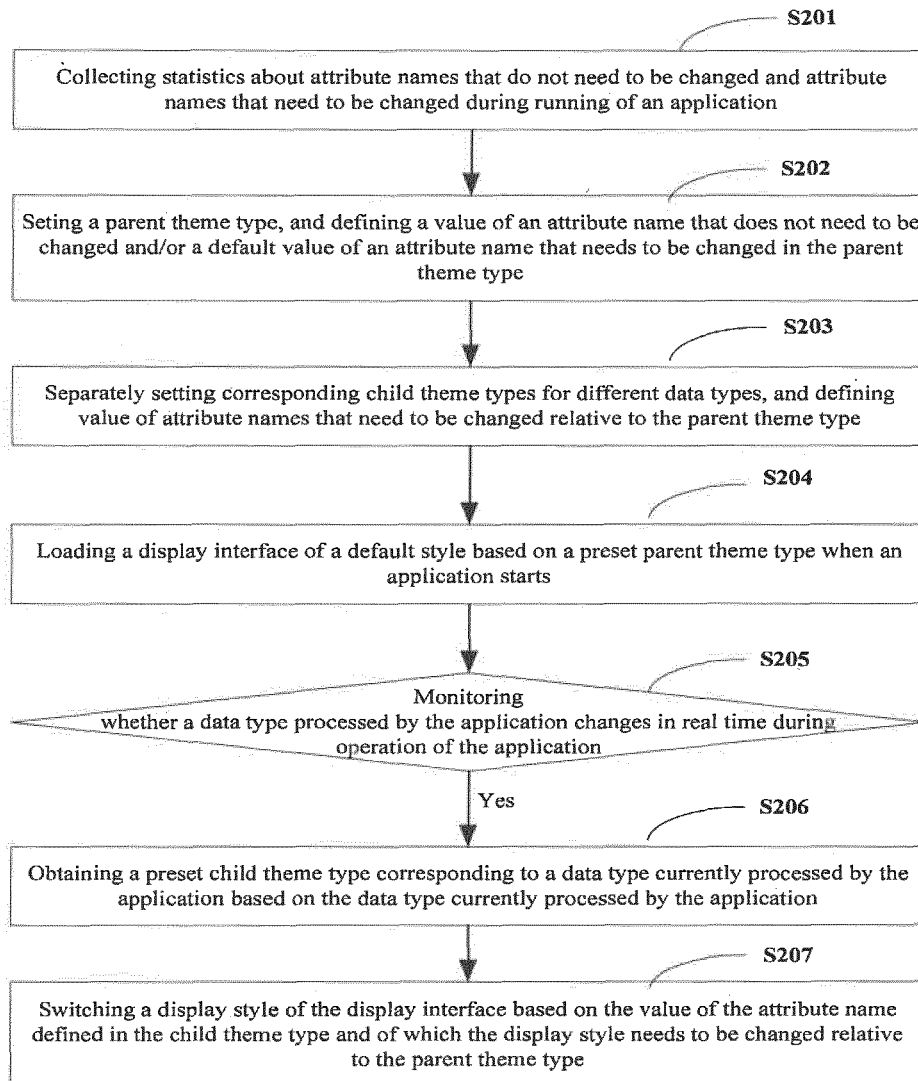 S201
Collecting statistics about attribute names that do not need to be changed and attribute
names that need to be changed during running of an application
S202
Seting a parent theme type, and defining a value of an attribute name that does not need to be
changed and/or a default value of an attribute name that needs to be changed in the parent
theme type
S203
Separately setting corresponding child theme types for different data types, and defining
value of attribute names that need to be changed relative to the parent theme type
S204
Loading a display interface of a default style based on a preset parent theme type when an
application starts
S205
Monitoring
whether a data type processed by the application changes in real time during
operation of the application
Yes
S206
Obtaining a preset child theme type corresponding to a data type currently processed by the
application based on the data type currently processed by the application
S207
Switching a display style of the display interface based on the value of the attribute name
defined in the child theme type and of which the display style needs to be changed relative
to the parent theme type